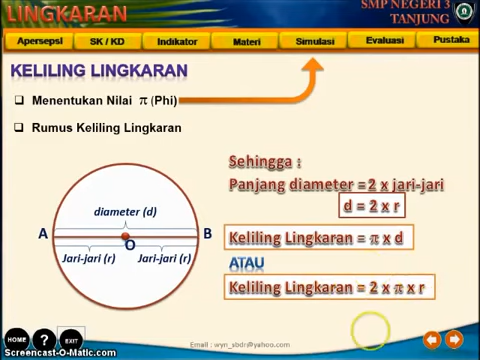 LINGKARAN
SMP NEGERI 3
TANJUNG
Apersepsi
SK / KD
Indikator
Materi
Simulasi
Evaluasi
Pustaka
KELILING LINGKARAN
Menentukan Nilai π (Phi)
Rumus Keliling Lingkaran
diameter (d)
A
B
O
Jari-jari (r)
Jari-jari (r)
Sehingga :
Panjang diameter = 2 x jari-jari
d = 2 x r
Keliling Lingkaran = π x d
ATAU
Keliling Lingkaran = 2 x π x r
HOME
?
EXIT
Email : wyn_sbdr@yahoo.com
Screencast-O-Matic.com